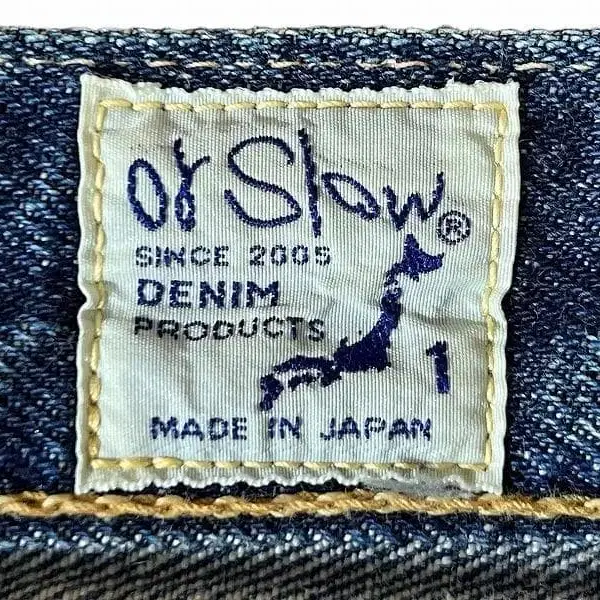 or Slow®
SINCE 2005
DENIM
PRODUCTS
1
MADE IN JAPAN